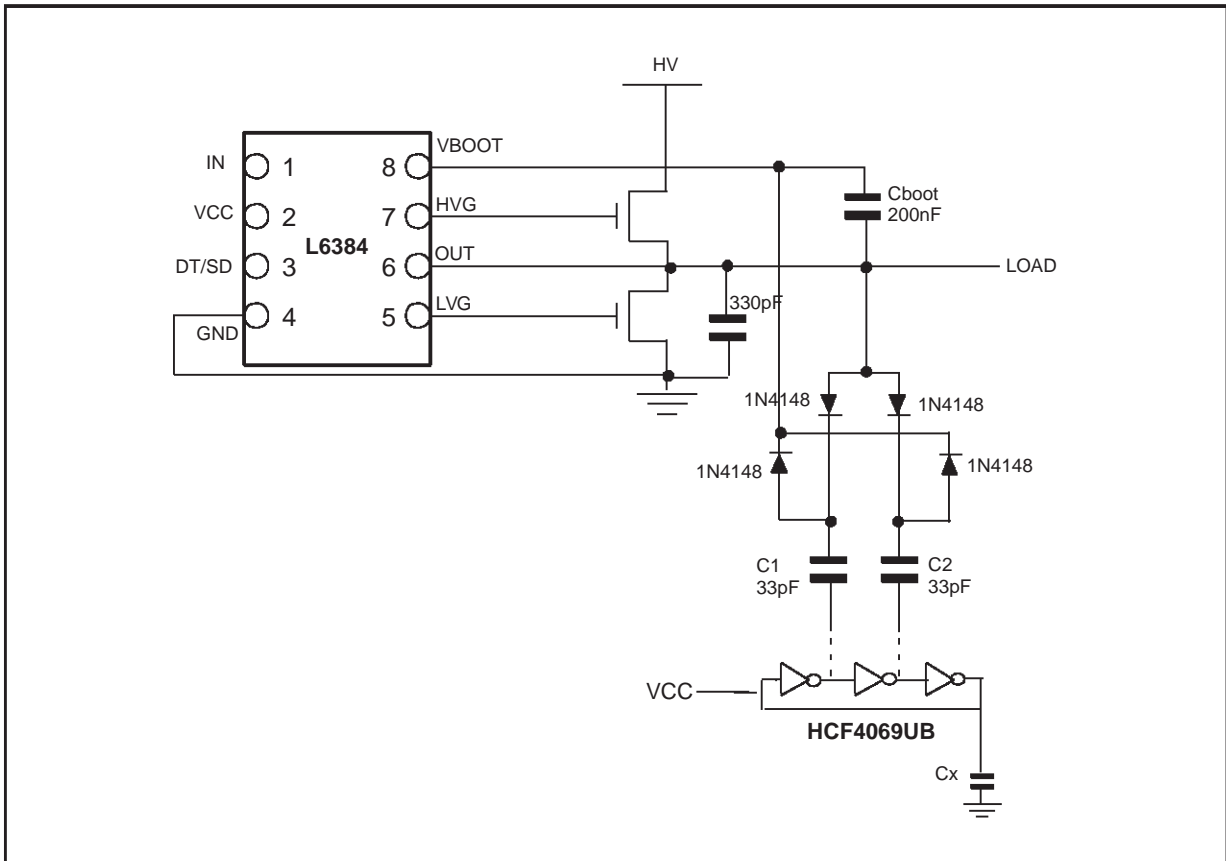 HV
VBOOT
IN 1 8
Cboot
200nF
VCC 2 7 HVG
L6384
DT/SD 3 6 OUT
LOAD
330pF
4 5 LVG
GND
1N4148 1N4148
1N4148 1N4148
C1 C2
33pF 33pF
VCC
HCF4069UB
Cx